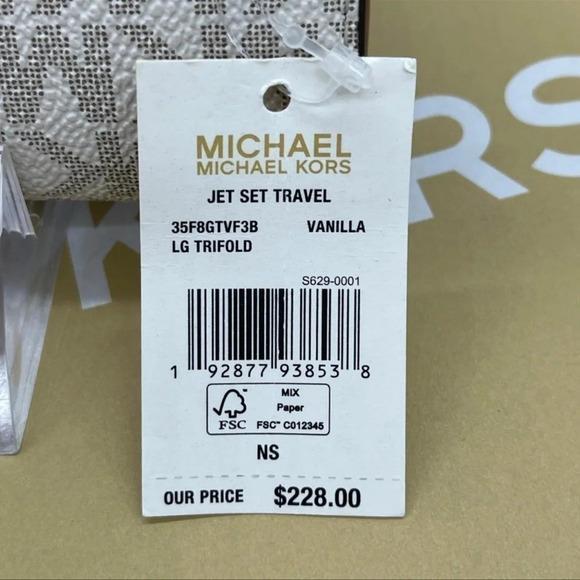 MICHAEL
MICHAEL KORS
JET SET TRAVEL
35F8GTVF3B VANILLA
LG TRIFOLD
S629-0001
1 92877 93853 8
MIX
Paper
FSC™ C012345
FSC
NS
OUR PRICE $228.00
KORS